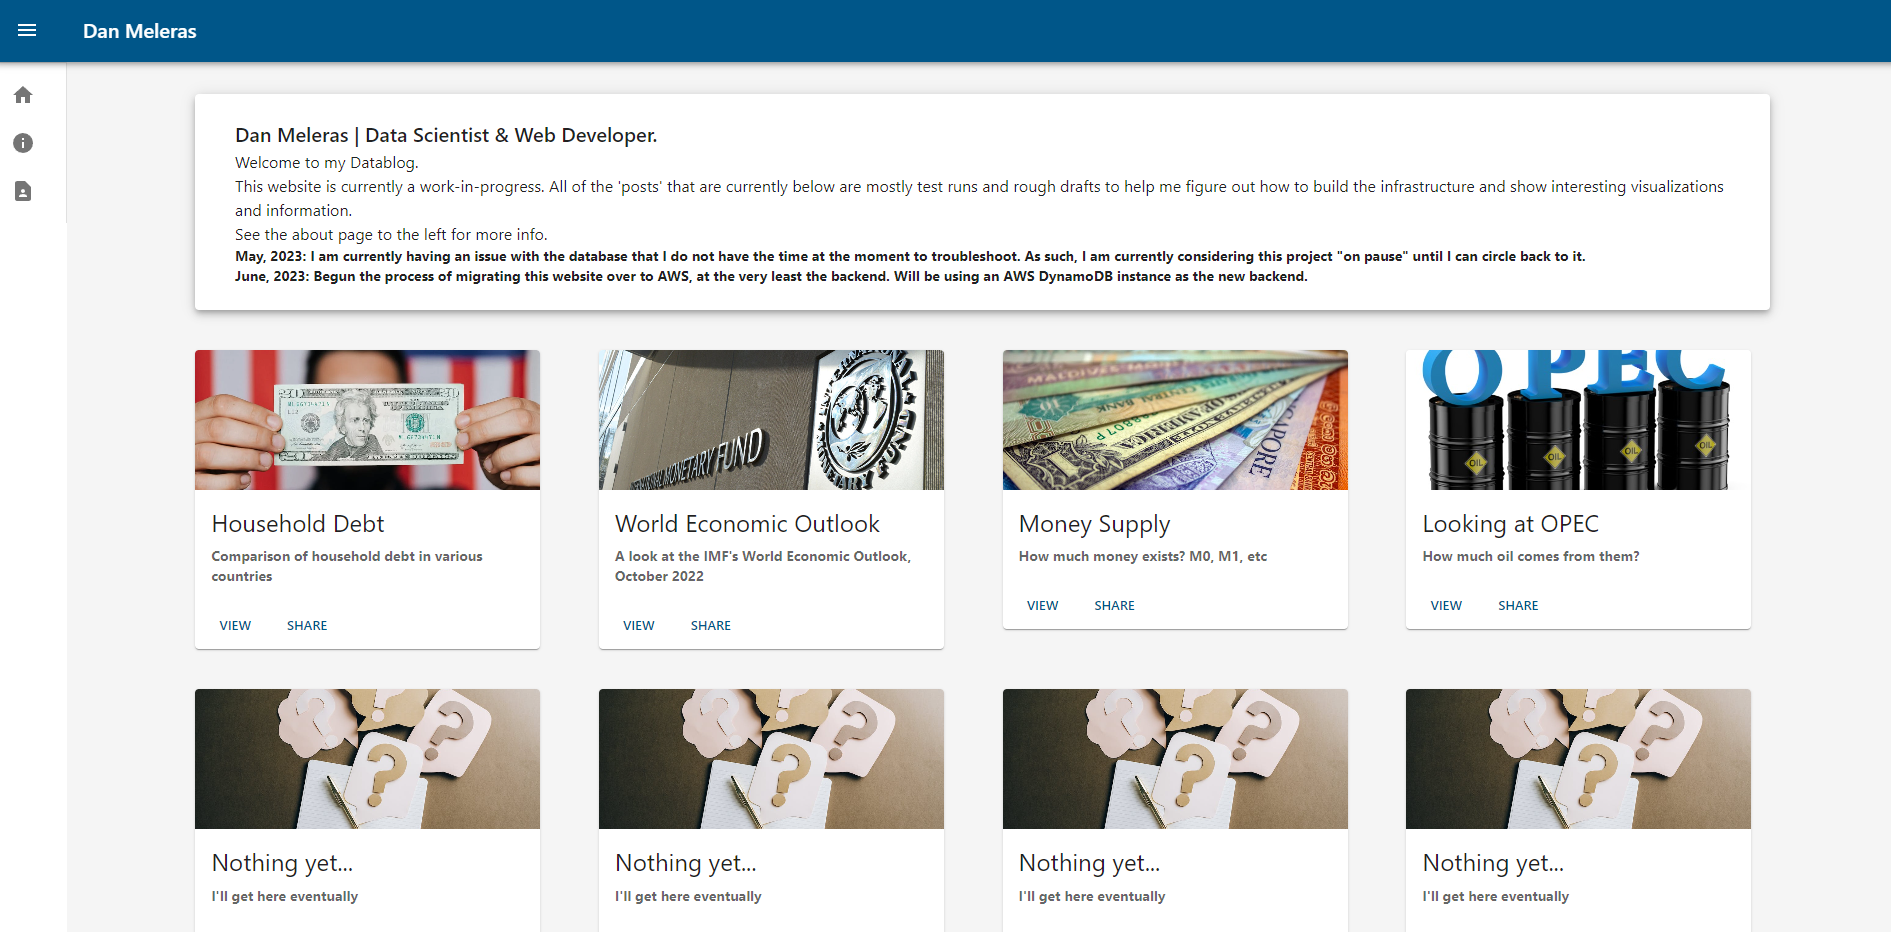 Dan Meleras
Dan Meleras | Data Scientist & Web Developer.
Welcome to my Datablog.
This website is currently a work-in-progress. All of the 'posts' that are currently below are mostly test runs and rough drafts to help me figure out how to build the infrastructure and show interesting visualizations
and information.
See the about page to the left for more info.
May, 2023: I am currently having an issue with the database that I do not have the time at the moment to troubleshoot. As such, I am currently considering this project "on pause" until I can circle back to it.
June, 2023: Begun the process of migrating this website over to AWS, at the very least the backend. Will be using an AWS DynamoDB instance as the new backend.
MONETARY FUND
OPEC
OIL OIL OIL OIL
Household Debt
Comparison of household debt in various
countries
VIEW SHARE
World Economic Outlook
A look at the IMF's World Economic Outlook,
October 2022
VIEW SHARE
Money Supply
How much money exists? M0, M1, etc
VIEW SHARE
Looking at OPEC
How much oil comes from them?
VIEW SHARE
Nothing yet...
I'll get here eventually
Nothing yet...
I'll get here eventually
Nothing yet...
I'll get here eventually
Nothing yet...
I'll get here eventually